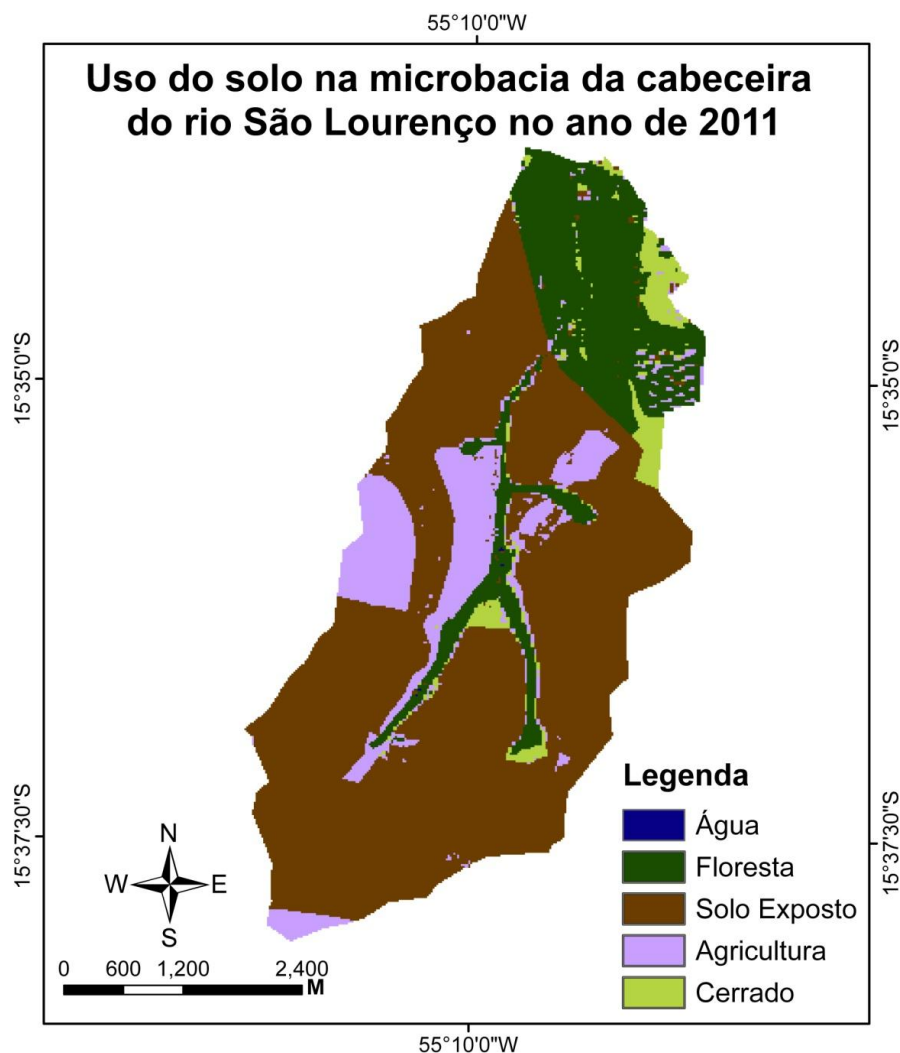 55°10'0"W
Uso do solo na microbacia da cabeceira
do rio São Lourenço no ano de 2011
15°35'0"S
15°35'0"S
Legenda
Água
Floresta
Solo Exposto
Agricultura
Cerrado
15°37'30"S
15°37'30"S
N
W E
S
0 600 1,200 2,400
M
55°10'0"W